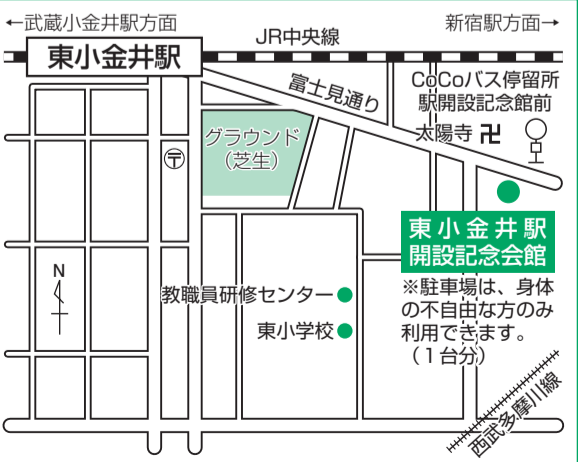 ←武蔵小金井駅方面
新宿駅方面→
JR中央線
東小金井駅
富士見通り
CoCoバス停留所
駅開設記念館前
太陽寺 卍
グラウンド
（芝生）
〒
東小金井駅
開設記念会館
※駐車場は、身体
の不自由な方のみ
利用できます。
（1台分）
N
教職員研修センター
東小学校
西武多摩川線